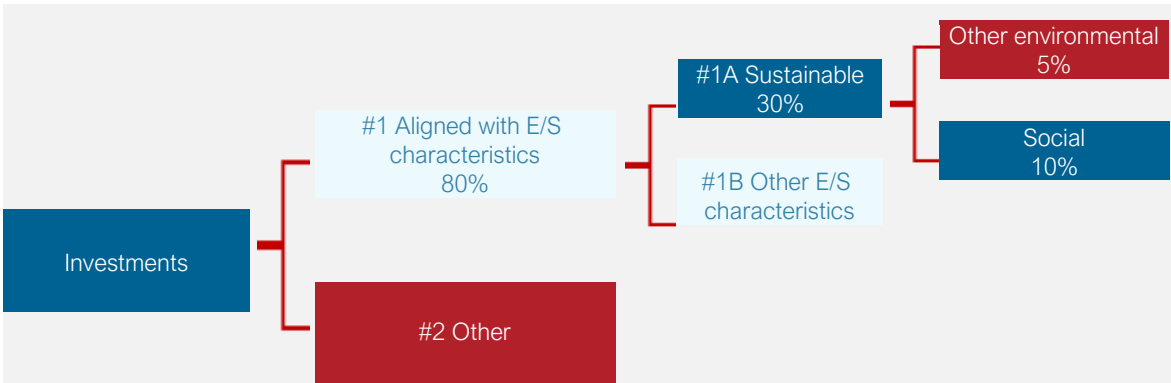 Investments
#1 Aligned with E/S
characteristics
80%
#2 Other
#1A Sustainable
30%
#1B Other E/S
characteristics
Other environmental
5%
Social
10%